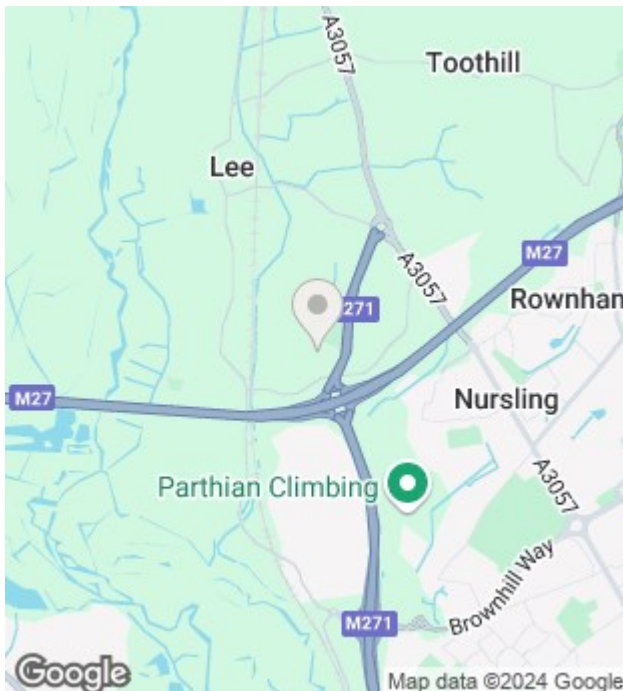 A3057
Toothill
Lee
M27
A3057
271
Rownhan
M27
Nursling
Parthian Climbing
A3057
Brownhill Way
M271
Google
Map data ©2024 Google